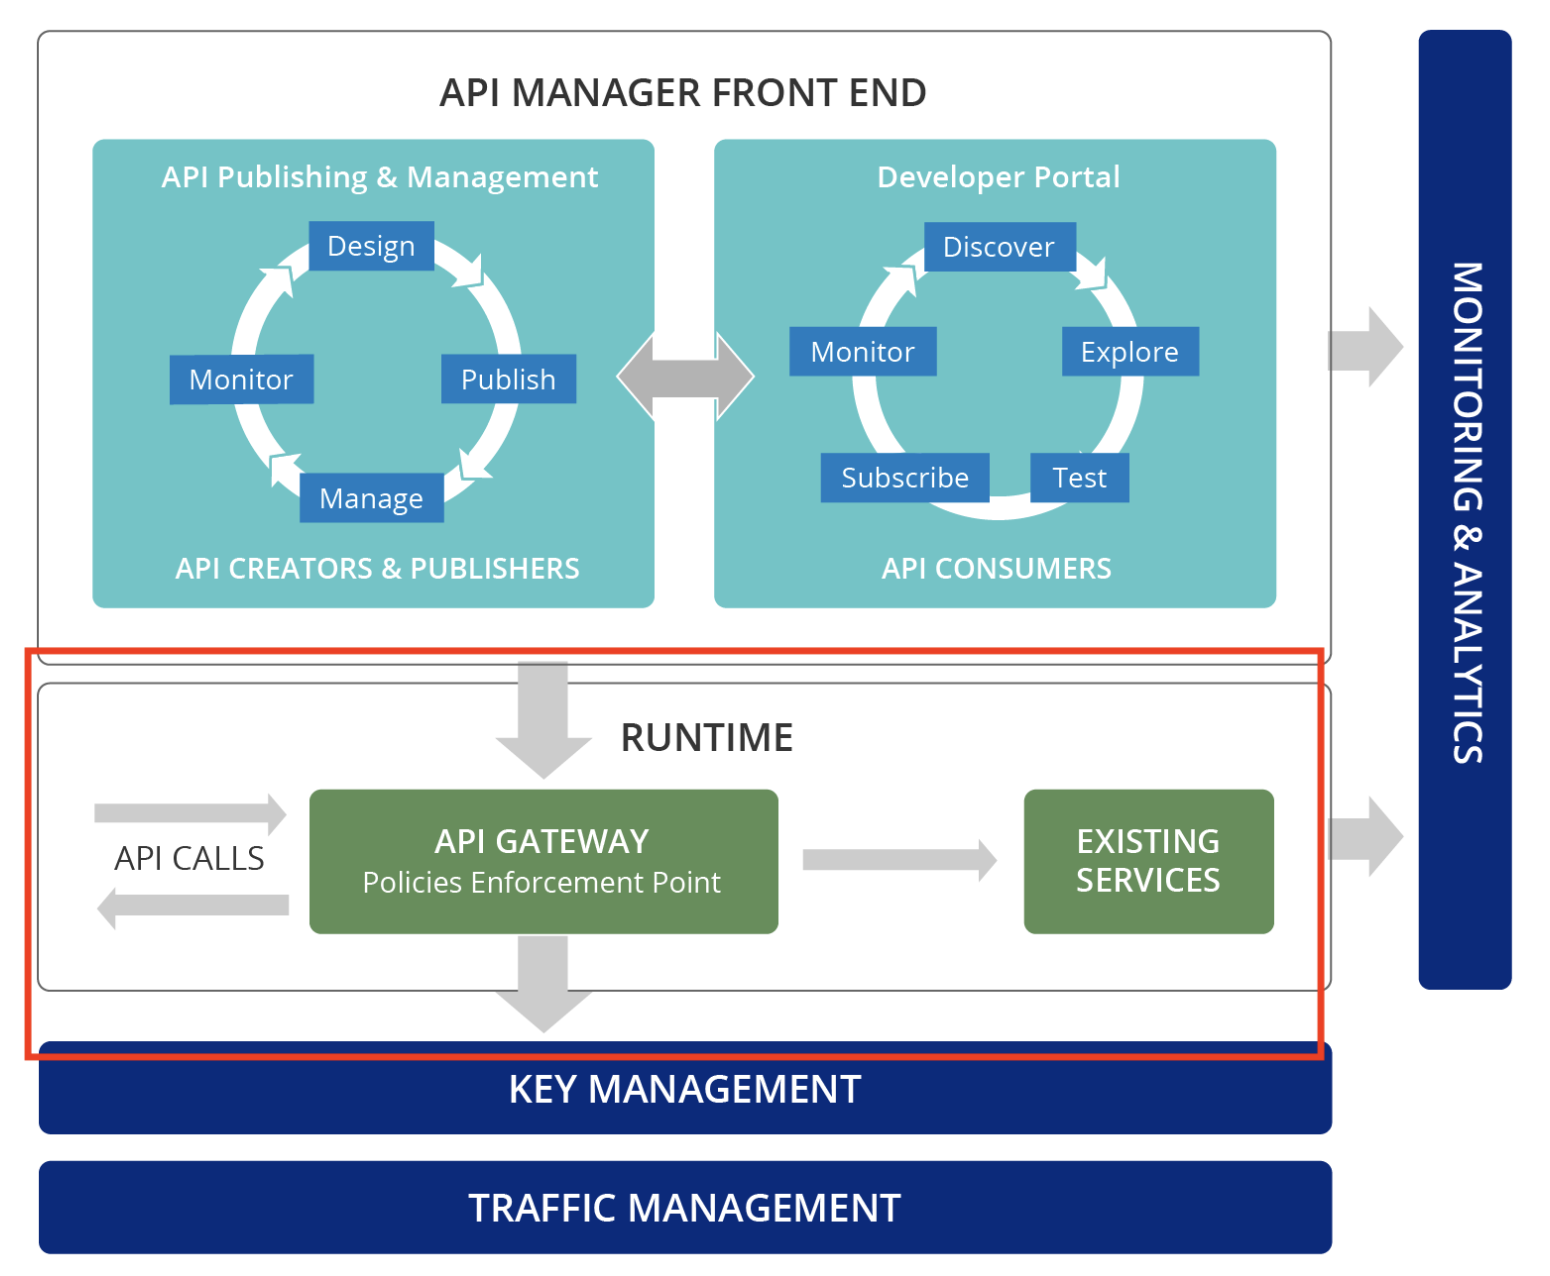 API MANAGER FRONT END
API Publishing & Management
Design
Monitor
Publish
Manage
API CREATORS & PUBLISHERS
Developer Portal
Discover
Monitor
Explore
Subscribe
Test
API CONSUMERS
MONITORING & ANALYTICS
RUNTIME
API CALLS
API GATEWAY
Policies Enforcement Point
EXISTING
SERVICES
KEY MANAGEMENT
TRAFFIC MANAGEMENT